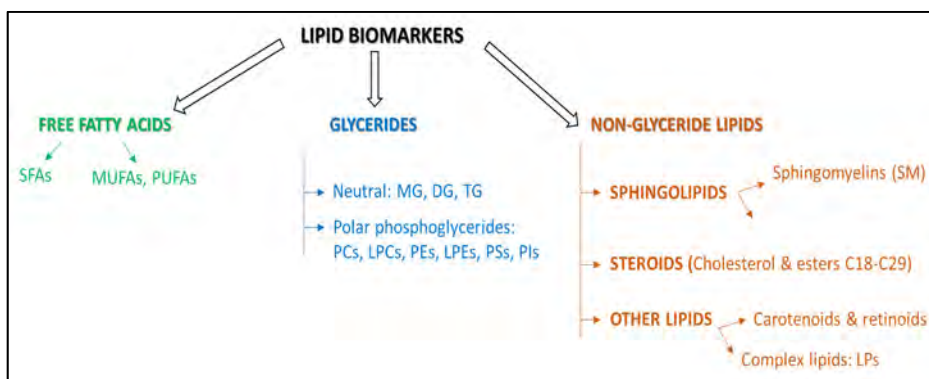 LIPID BIOMARKERS
FREE FATTY ACIDS
SFAs
MUFAs, PUFAs
GLYCERIDES
Neutral: MG, DG, TG
Polar phosphoglycerides:
PCs, LPCs, PEs, LPEs, PSs, PIs
NON-GLYCERIDE LIPIDS
SPHINGOLIPIDS
Sphingomyelins (SM)
STEROIDS (Cholesterol & esters C18-C29)
OTHER LIPIDS
Carotenoids & retinoids
Complex lipids: LPs